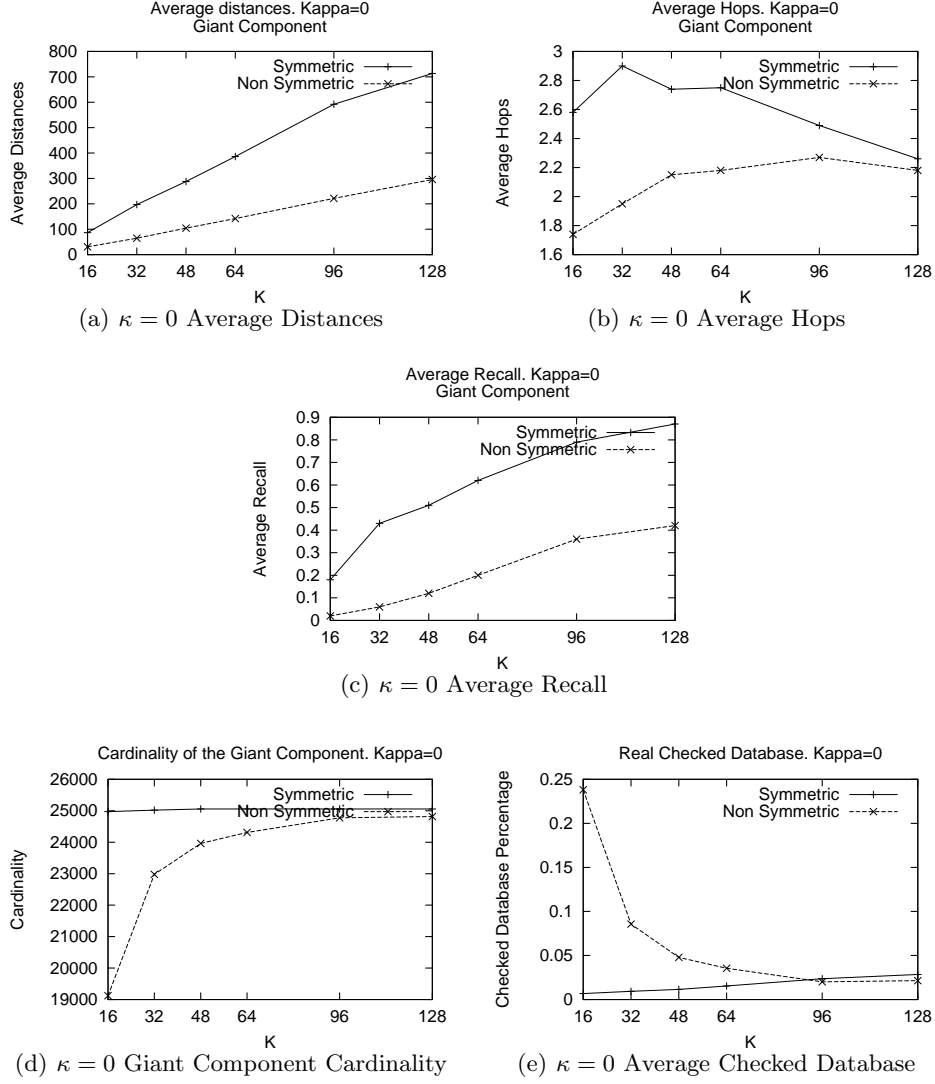 Average distances. Kappa=0
Giant Component
800
700
600
500
400
300
200
100
0
16 32 48 64 96 128
Average Distances
K
Symmetric
Non Symmetric
(a) κ = 0 Average Distances
Average Hops. Kappa=0
Giant Component
3
2.8
2.6
2.4
2.2
2
1.8
1.6
16 32 48 64 96 128
Average Hops
K
Symmetric
Non Symmetric
(b) κ = 0 Average Hops
Average Recall. Kappa=0
Giant Component
0.9
0.8
0.7
0.6
0.5
0.4
0.3
0.2
0.1
0
16 32 48 64 96 128
Average Recall
K
Symmetric
Non Symmetric
(c) κ = 0 Average Recall
Cardinality of the Giant Component. Kappa=0
26000
25000
24000
23000
22000
21000
20000
19000
16 32 48 64 96 128
Cardinality
K
Symmetric
Non Symmetric
(d) κ = 0 Giant Component Cardinality
Real Checked Database. Kappa=0
0.25
0.2
0.15
0.1
0.05
0
16 32 48 64 96 128
Checked Database Percentage
K
Symmetric
Non Symmetric
(e) κ = 0 Average Checked Database